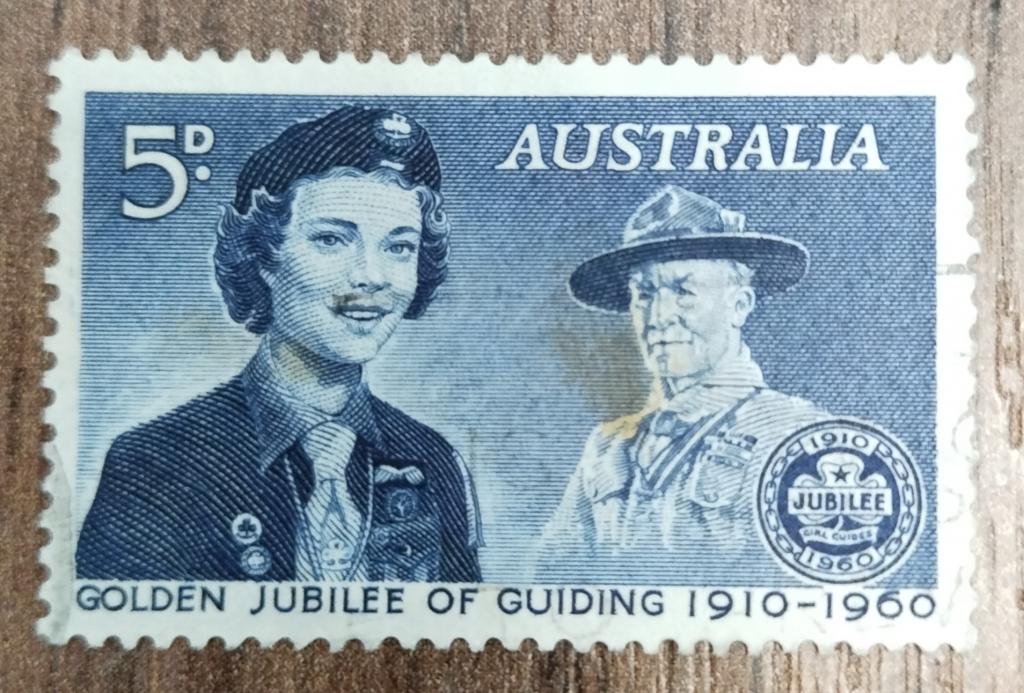 5D.
AUSTRALIA
1910
JUBILEE
GIRL GUIDES
1960
GOLDEN JUBILEE OF GUIDING 1910-1960